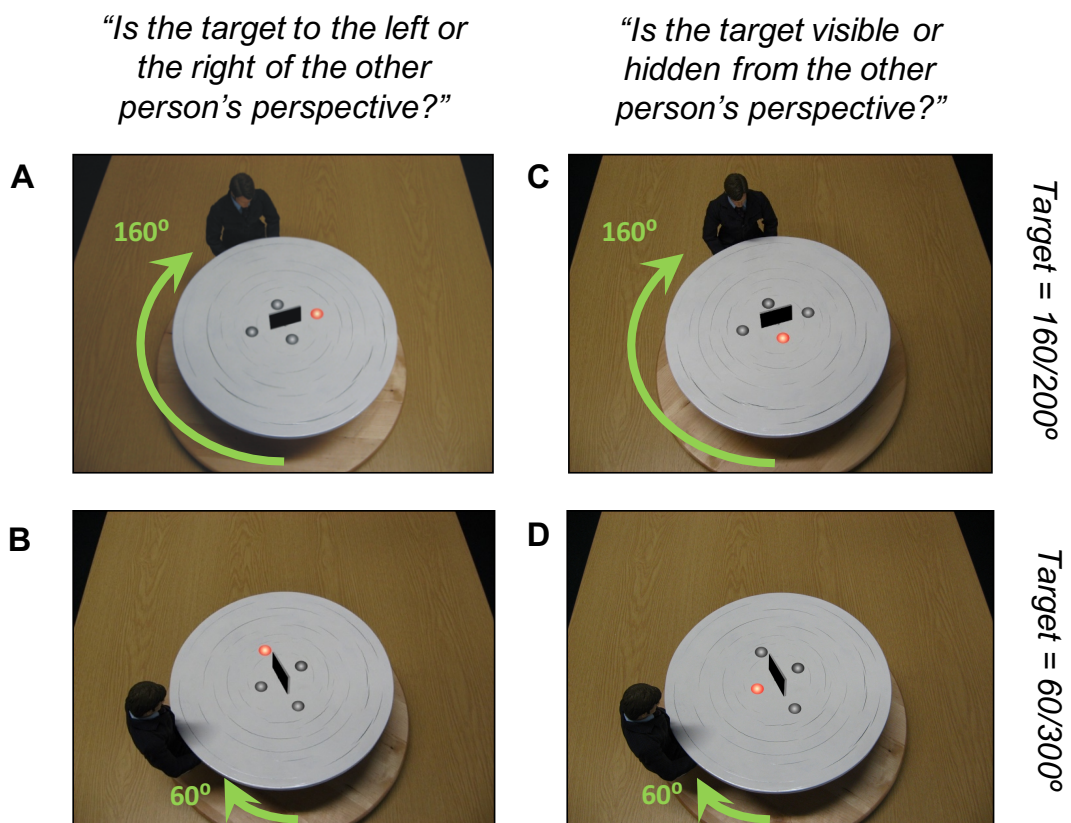 “Is the target to the left or
the right of the other
person’s perspective?”
“Is the target visible or
hidden from the other
person’s perspective?”
A
160º
C
160º
Target = 160/200º
B
60º
D
60º
Target = 60/300º